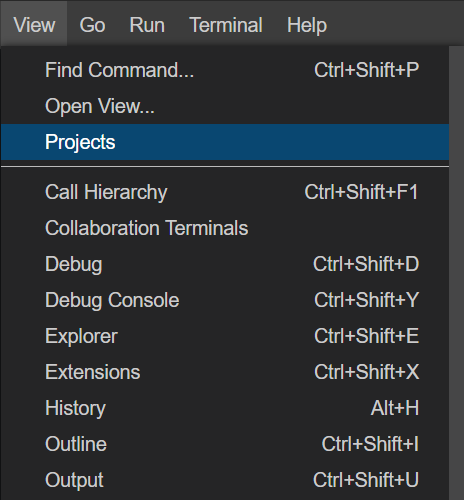 View Go Run Terminal Help
Find Command... Ctrl+Shift+P
Open View...
Projects
Call Hierarchy Ctrl+Shift+F1
Collaboration Terminals
Debug Ctrl+Shift+D
Debug Console Ctrl+Shift+Y
Explorer Ctrl+Shift+E
Extensions Ctrl+Shift+X
History Alt+H
Outline Ctrl+Shift+I
Output Ctrl+Shift+U